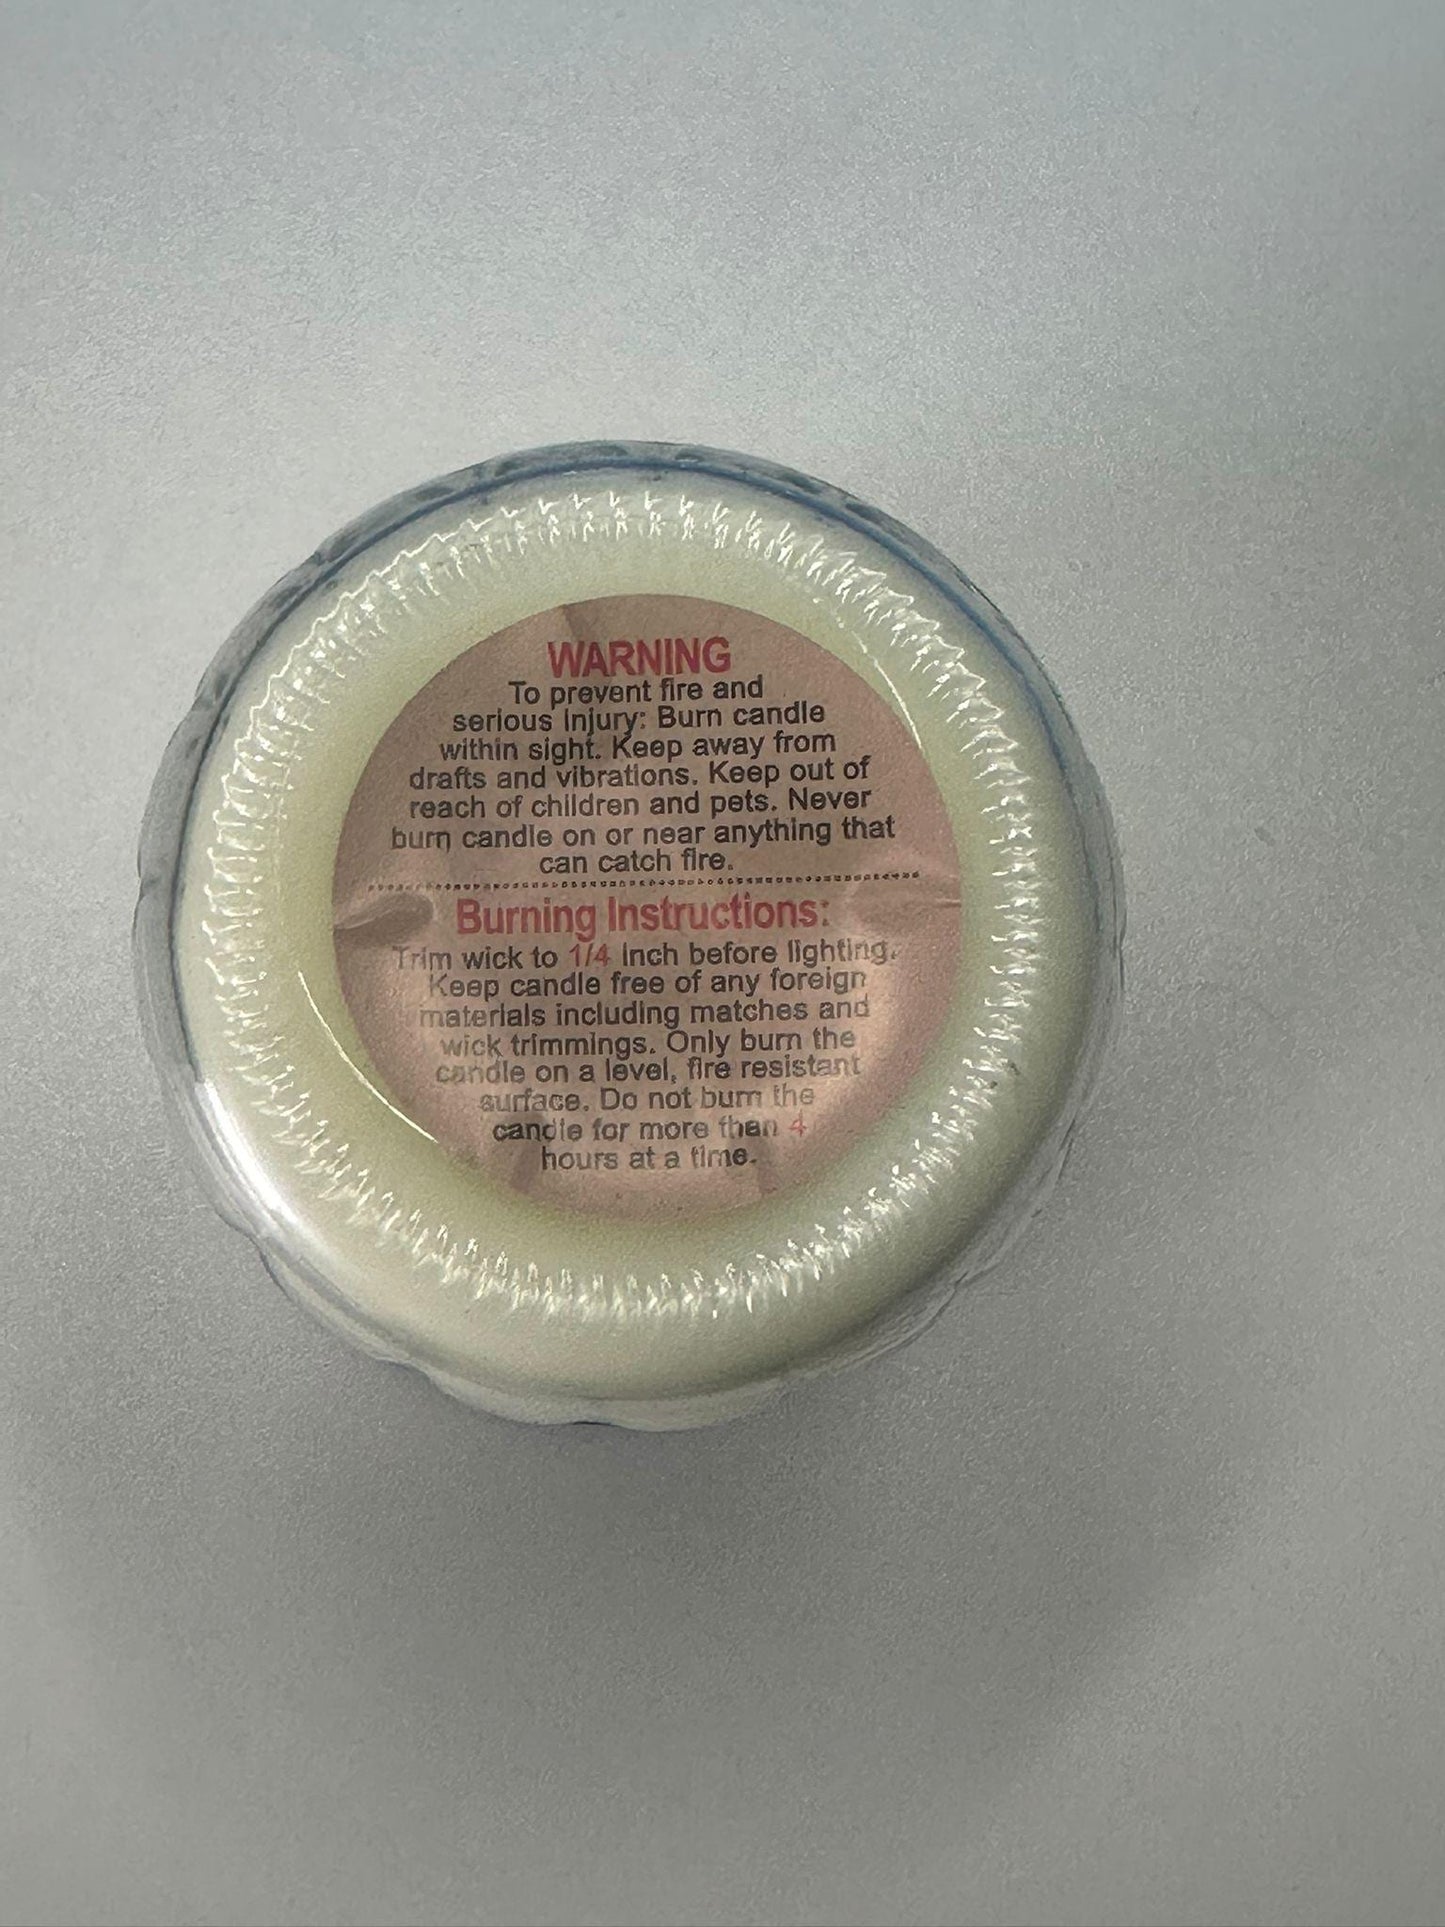 WARNING
To prevent fire and
serious injury: Burn candle
within sight. Keep away from
drafts and vibrations. Keep out of
reach of children and pets. Never
burn candle on or near anything that
can catch fire.
Burning Instructions:
Trim wick to 1/4 inch before lighting.
Keep candle free of any foreign
materials including matches and
wick trimmings. Only burn the
candle on a level, fire resistant
surface. Do not burn the
candle for more than 4
hours at a time.